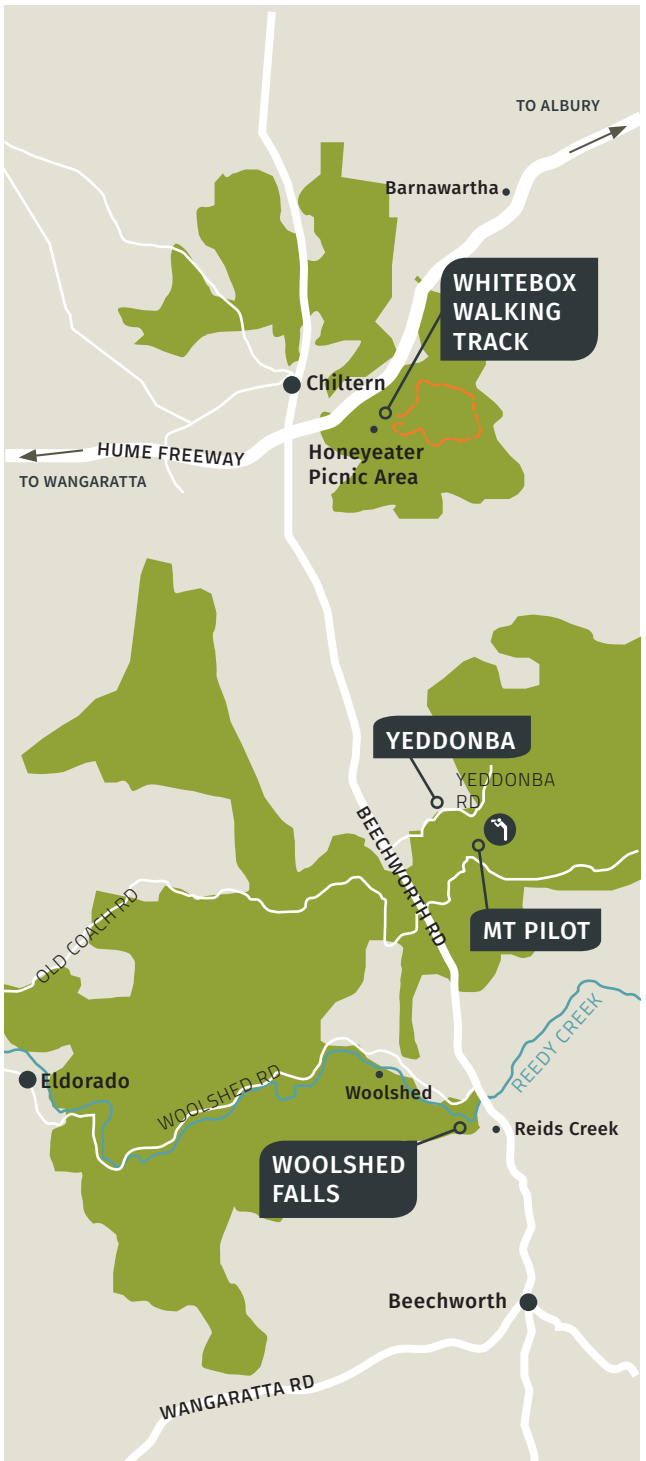 TO ALBURY
Barnawartha
WHITEBOX
WALKING
TRACK
Chiltern
HUME FREEWAY
Honeyeater
Picnic Area
TO WANGARATTA
YEDDONBA
YEDDONBA
RD
BEECHWORTH RD
MT PILOT
OLD COACH RD
REEDY CREEK
Eldorado
WOOLSHED RD
Woolshed
Reids Creek
WOOLSHED
FALLS
Beechworth
WANGARATTA RD